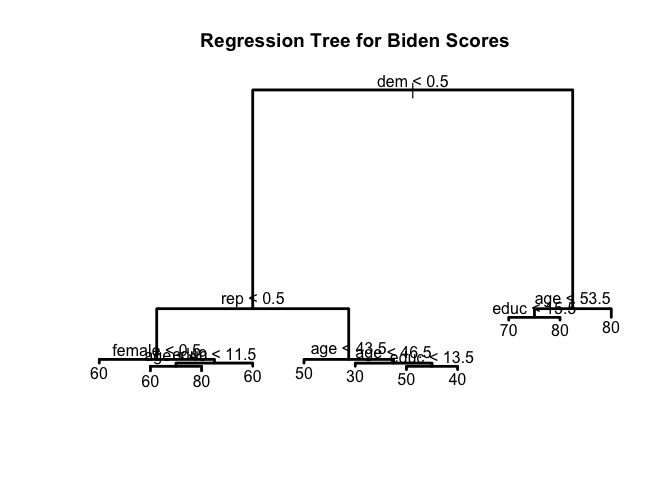 Regression Tree for Biden Scores
dem < 0.5
rep < 0.5
age < 53.5
educ < 15.5
70
80
80
female < 0.5
educ < 11.5
age < 43.5
age < 46.5
educ < 13.5
60
60
80
60
50
30
50
40